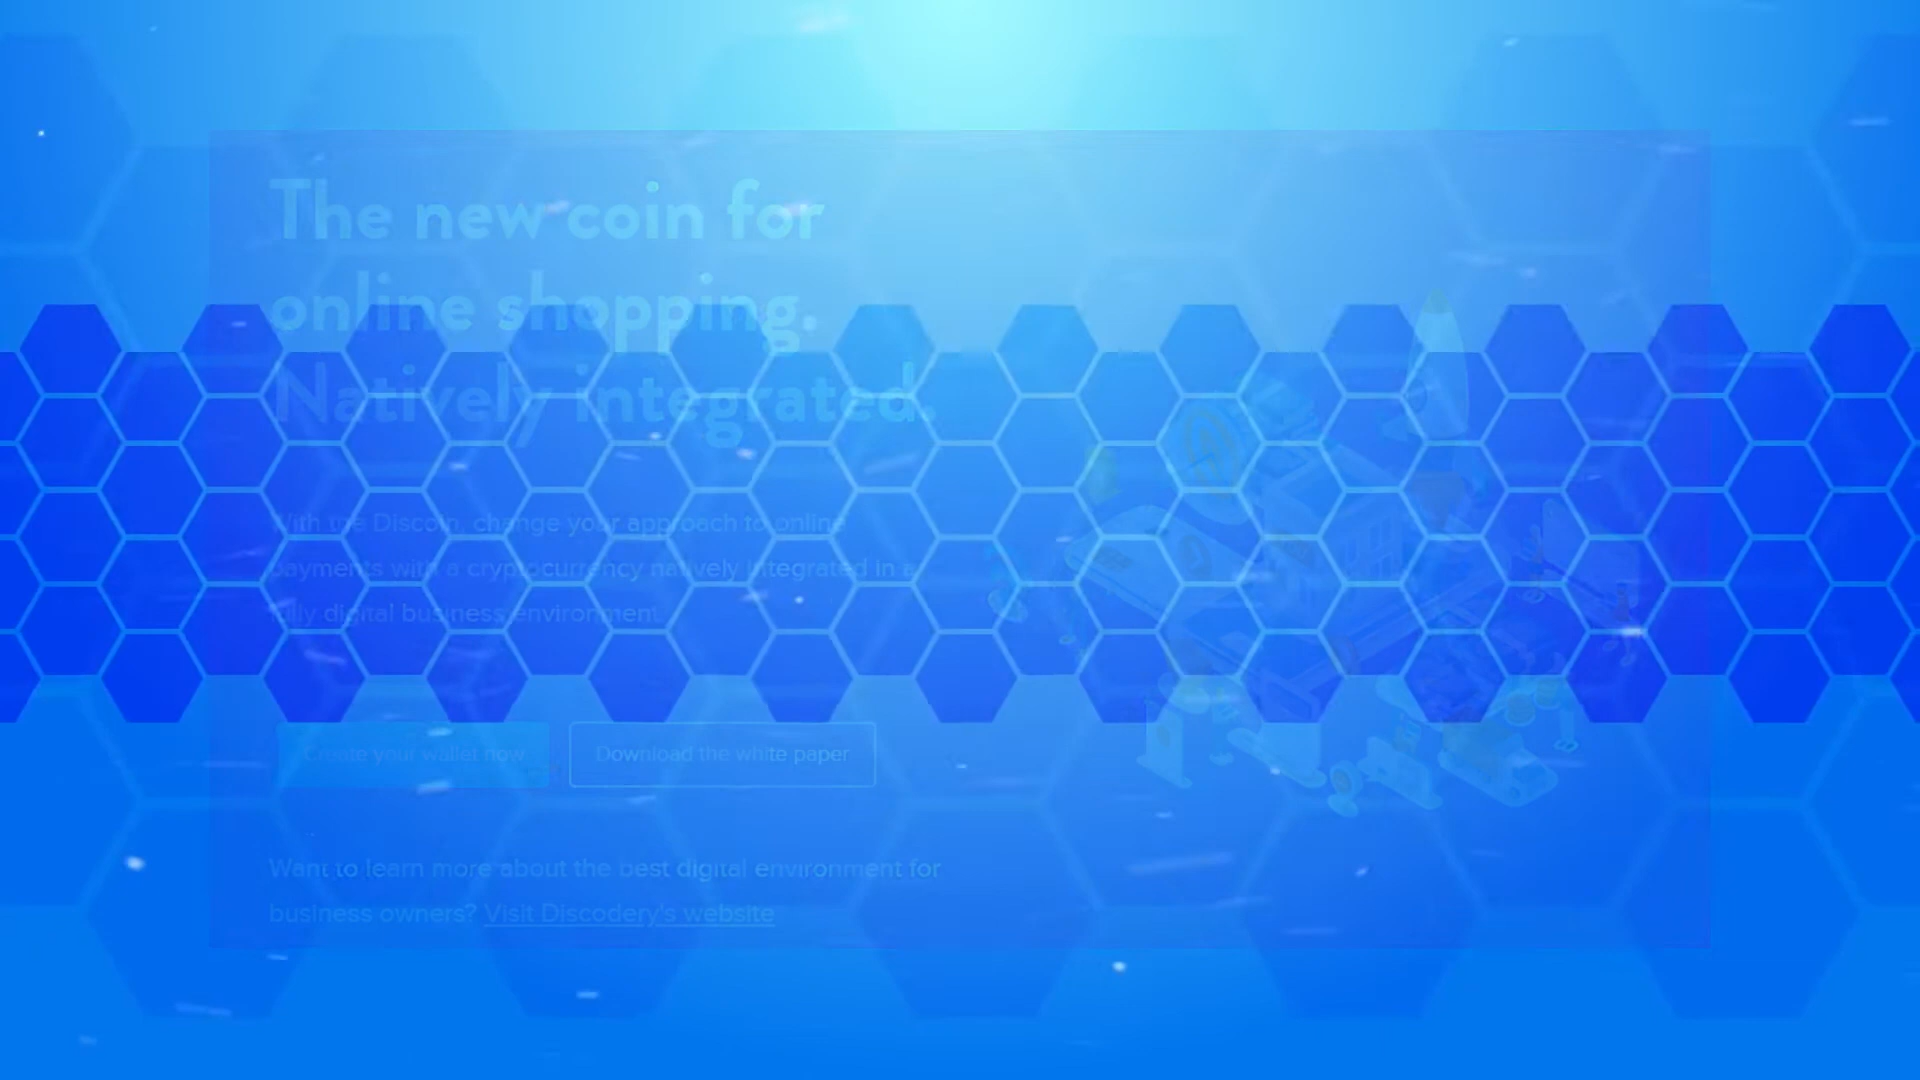 The new coin for
online shopping.
Natively integrated.
With the Discoin, change your approach to online
payments with a cryptocurrency natively integrated in a
fully digital business environment.
Create your wallet now
Download the white paper
Want to learn more about the best digital environment for
business owners? Visit Discodery's website